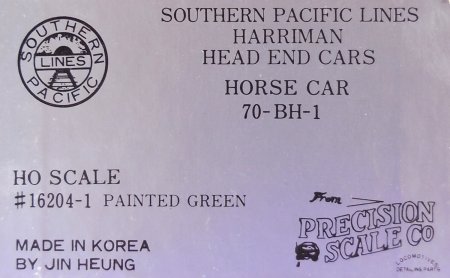 SOUTHERN PACIFIC LINES
HARRIMAN
HEAD END CARS
HORSE CAR
70-BH-1
SOUTHERN
LINES
PACIFIC
HO SCALE
#16204-1 PAINTED GREEN
MADE IN KOREA
BY JIN HEUNG
From
PRECISION
SCALE CO
LOCOMOTIVES
DETAILING PARTS